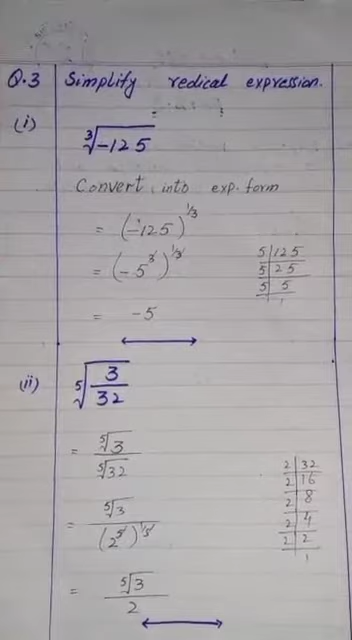 Q.3 Simplify redical expression.
(i) ∛-125
Convert into exp. form
= (-125)^1/3
= (-5^3)^1/3
5 | 125
5 | 25
5 | 5
1
= -5
(ii) ⁵√(3/32)
= ⁵√3 / ⁵√32
= ⁵√3 / (2^5)^1/5
2 | 32
2 | 16
2 | 8
2 | 4
2 | 2
1
= ⁵√3 / 2